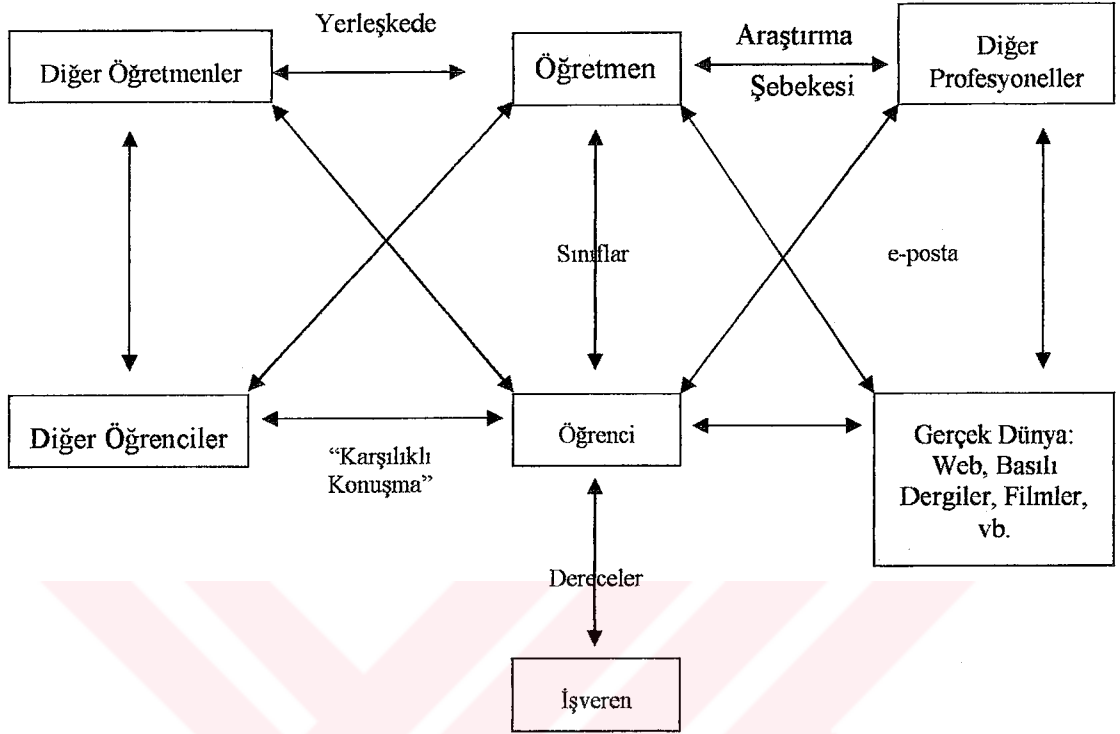 Yerleşkede
Diğer Öğretmenler
Öğretmen
Araştırma
Şebekesi
Diğer
Profesyoneller
Sınıflar
e-posta
Diğer Öğrenciler
“Karşılıklı
Konuşma”
Öğrenci
Gerçek Dünya:
Web, Basılı
Dergiler, Filmler,
vb.
Dereceler
İşveren